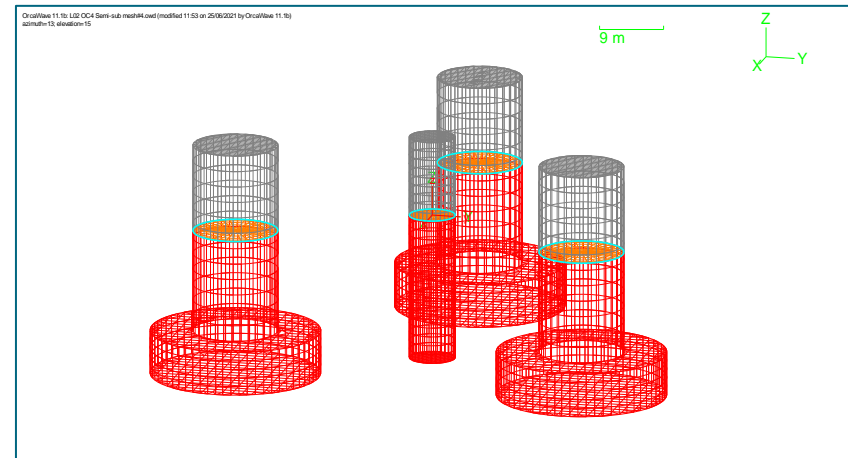 OrcaWave 11.1b: L02 OC4 Semi-sub mesh#4.owd (modified 11:53 on 25/06/2021 by OrcaWave 11.1b)
azimuth=13; elevation=15
9 m
Z
X
Y